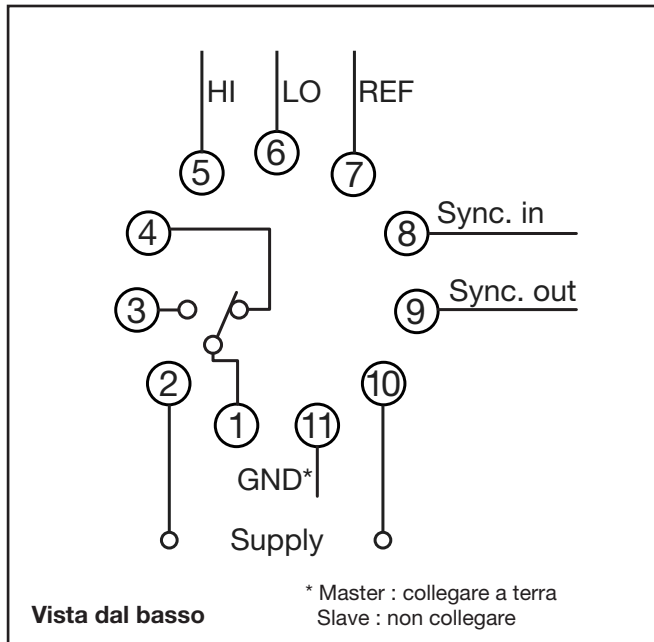 HI LO REF
5 6 7
4 8 Sync. in
3 9 Sync. out
2 10
1 11
GND*
Supply
* Master : collegare a terra
Vista dal basso Slave : non collegare